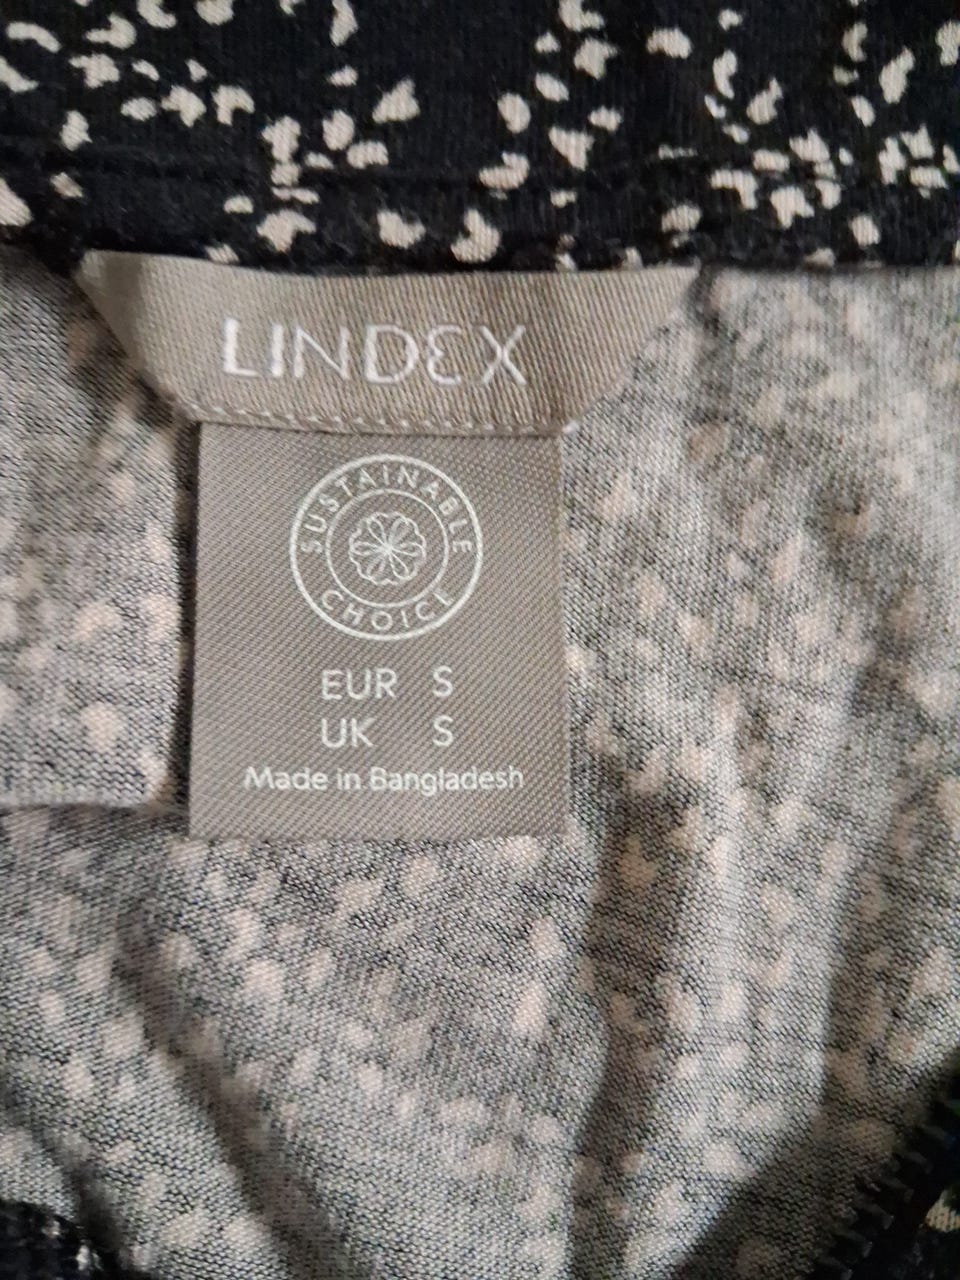 LINDEX
SUSTAINABLE
CHOICE
EUR S
UK S
Made in Bangladesh